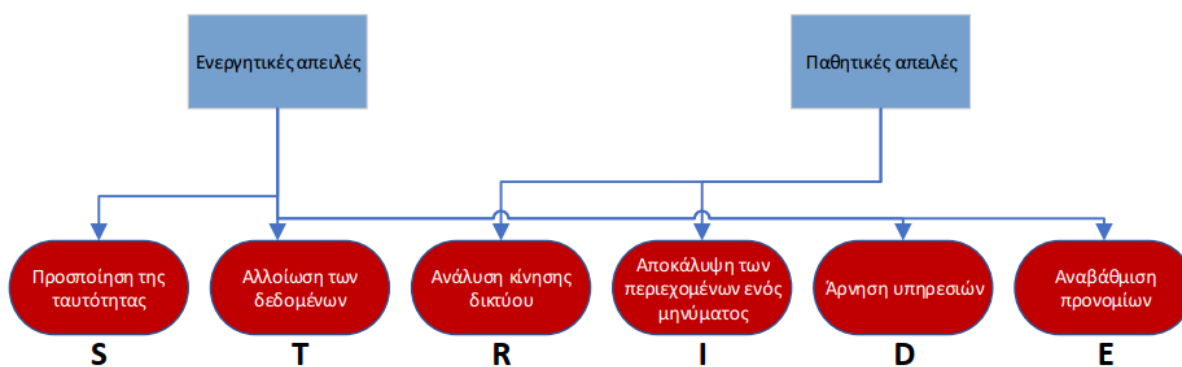 Ενεργητικές απειλές
Παθητικές απειλές
Προσποίηση της
ταυτότητας
Αλλοίωση των
δεδομένων
Ανάλυση κίνησης
δικτύου
Αποκάλυψη των
περιεχομένων ενός
μηνύματος
Άρνηση υπηρεσιών
Αναβάθμιση
προνομίων
S T R I D E